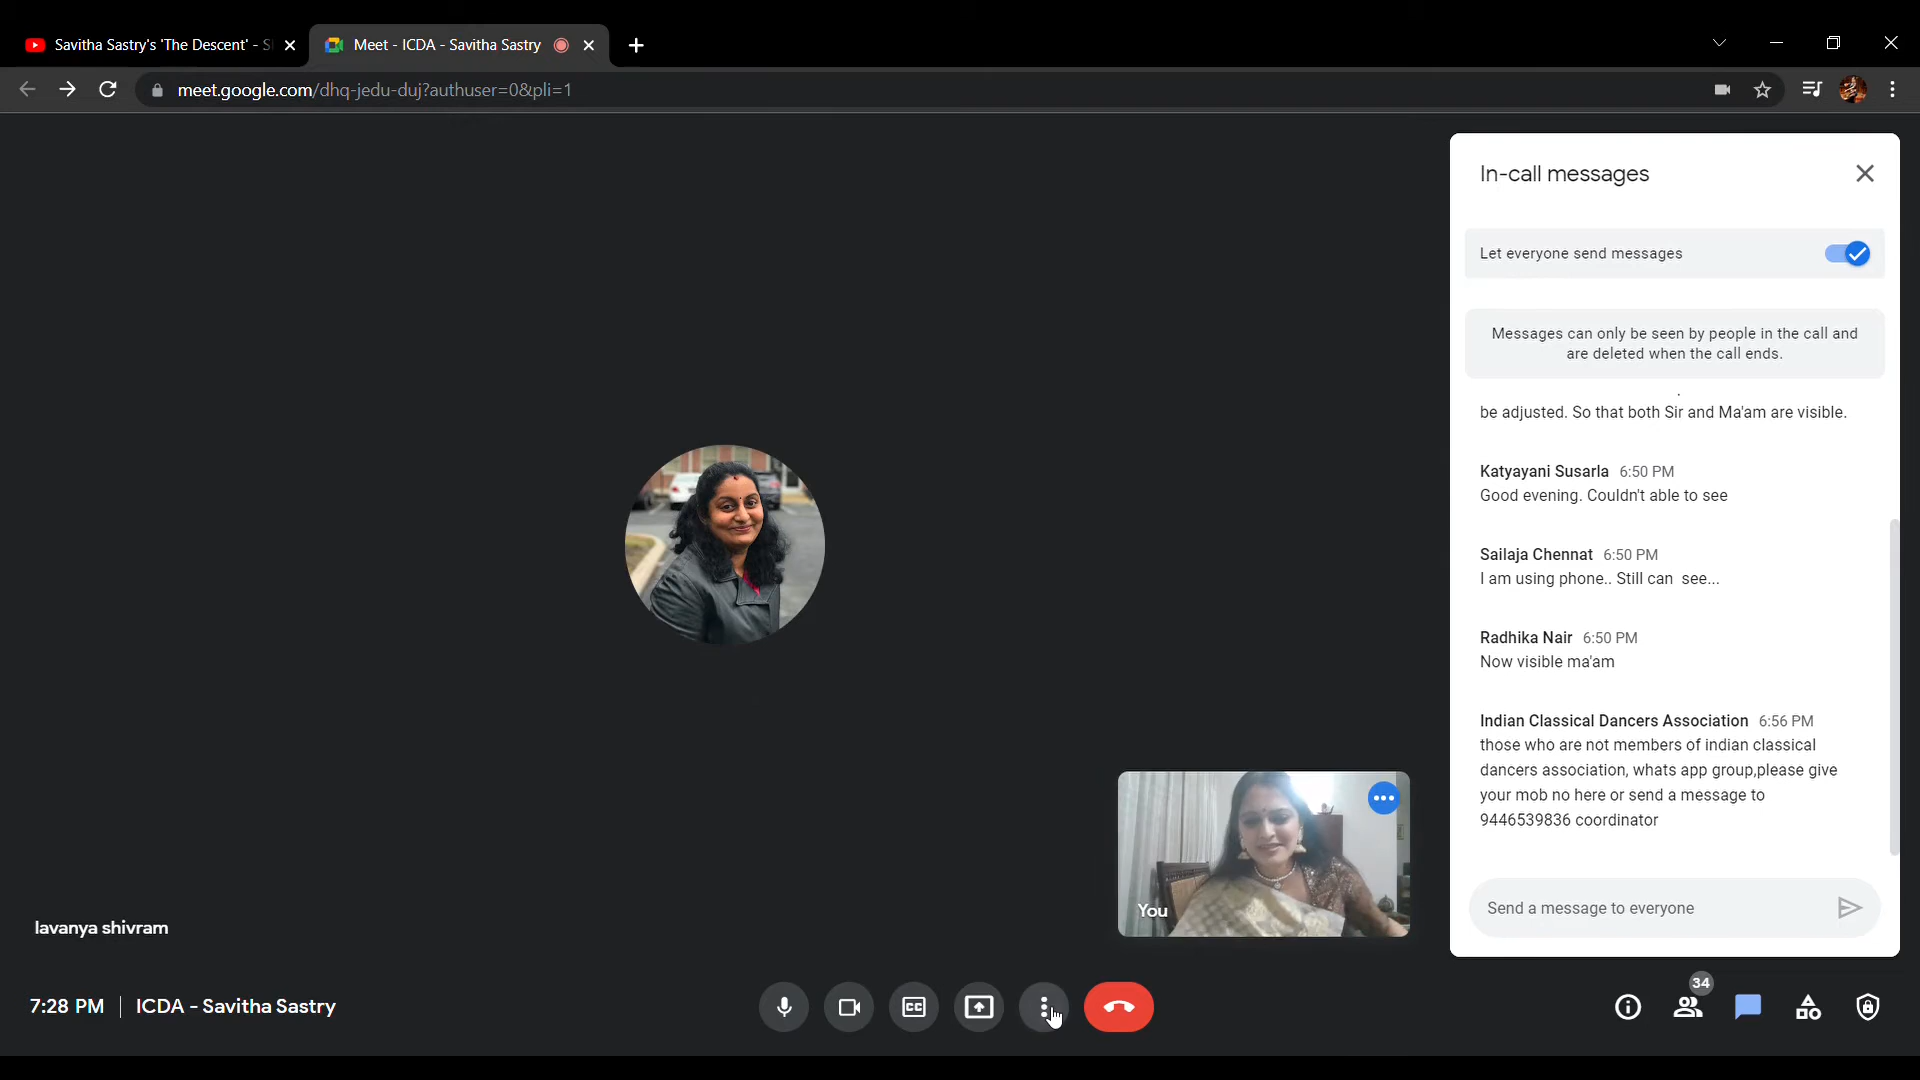 Savitha Sastry's 'The Descent' - S
Meet - ICDA - Savitha Sastry
meet.google.com/dhq-jedu-duj?authuser=0&pli=1
In-call messages
Let everyone send messages
Messages can only be seen by people in the call and
are deleted when the call ends.
be adjusted. So that both Sir and Ma'am are visible.
Katyayani Susarla 6:50 PM
Good evening. Couldn't able to see
Sailaja Chennat 6:50 PM
I am using phone.. Still can see...
Radhika Nair 6:50 PM
Now visible ma'am
Indian Classical Dancers Association 6:56 PM
those who are not members of indian classical
dancers association, whats app group,please give
your mob no here or send a message to
9446539836 coordinator
Send a message to everyone
You
lavanya shivram
7:28 PM | ICDA - Savitha Sastry
CC
34